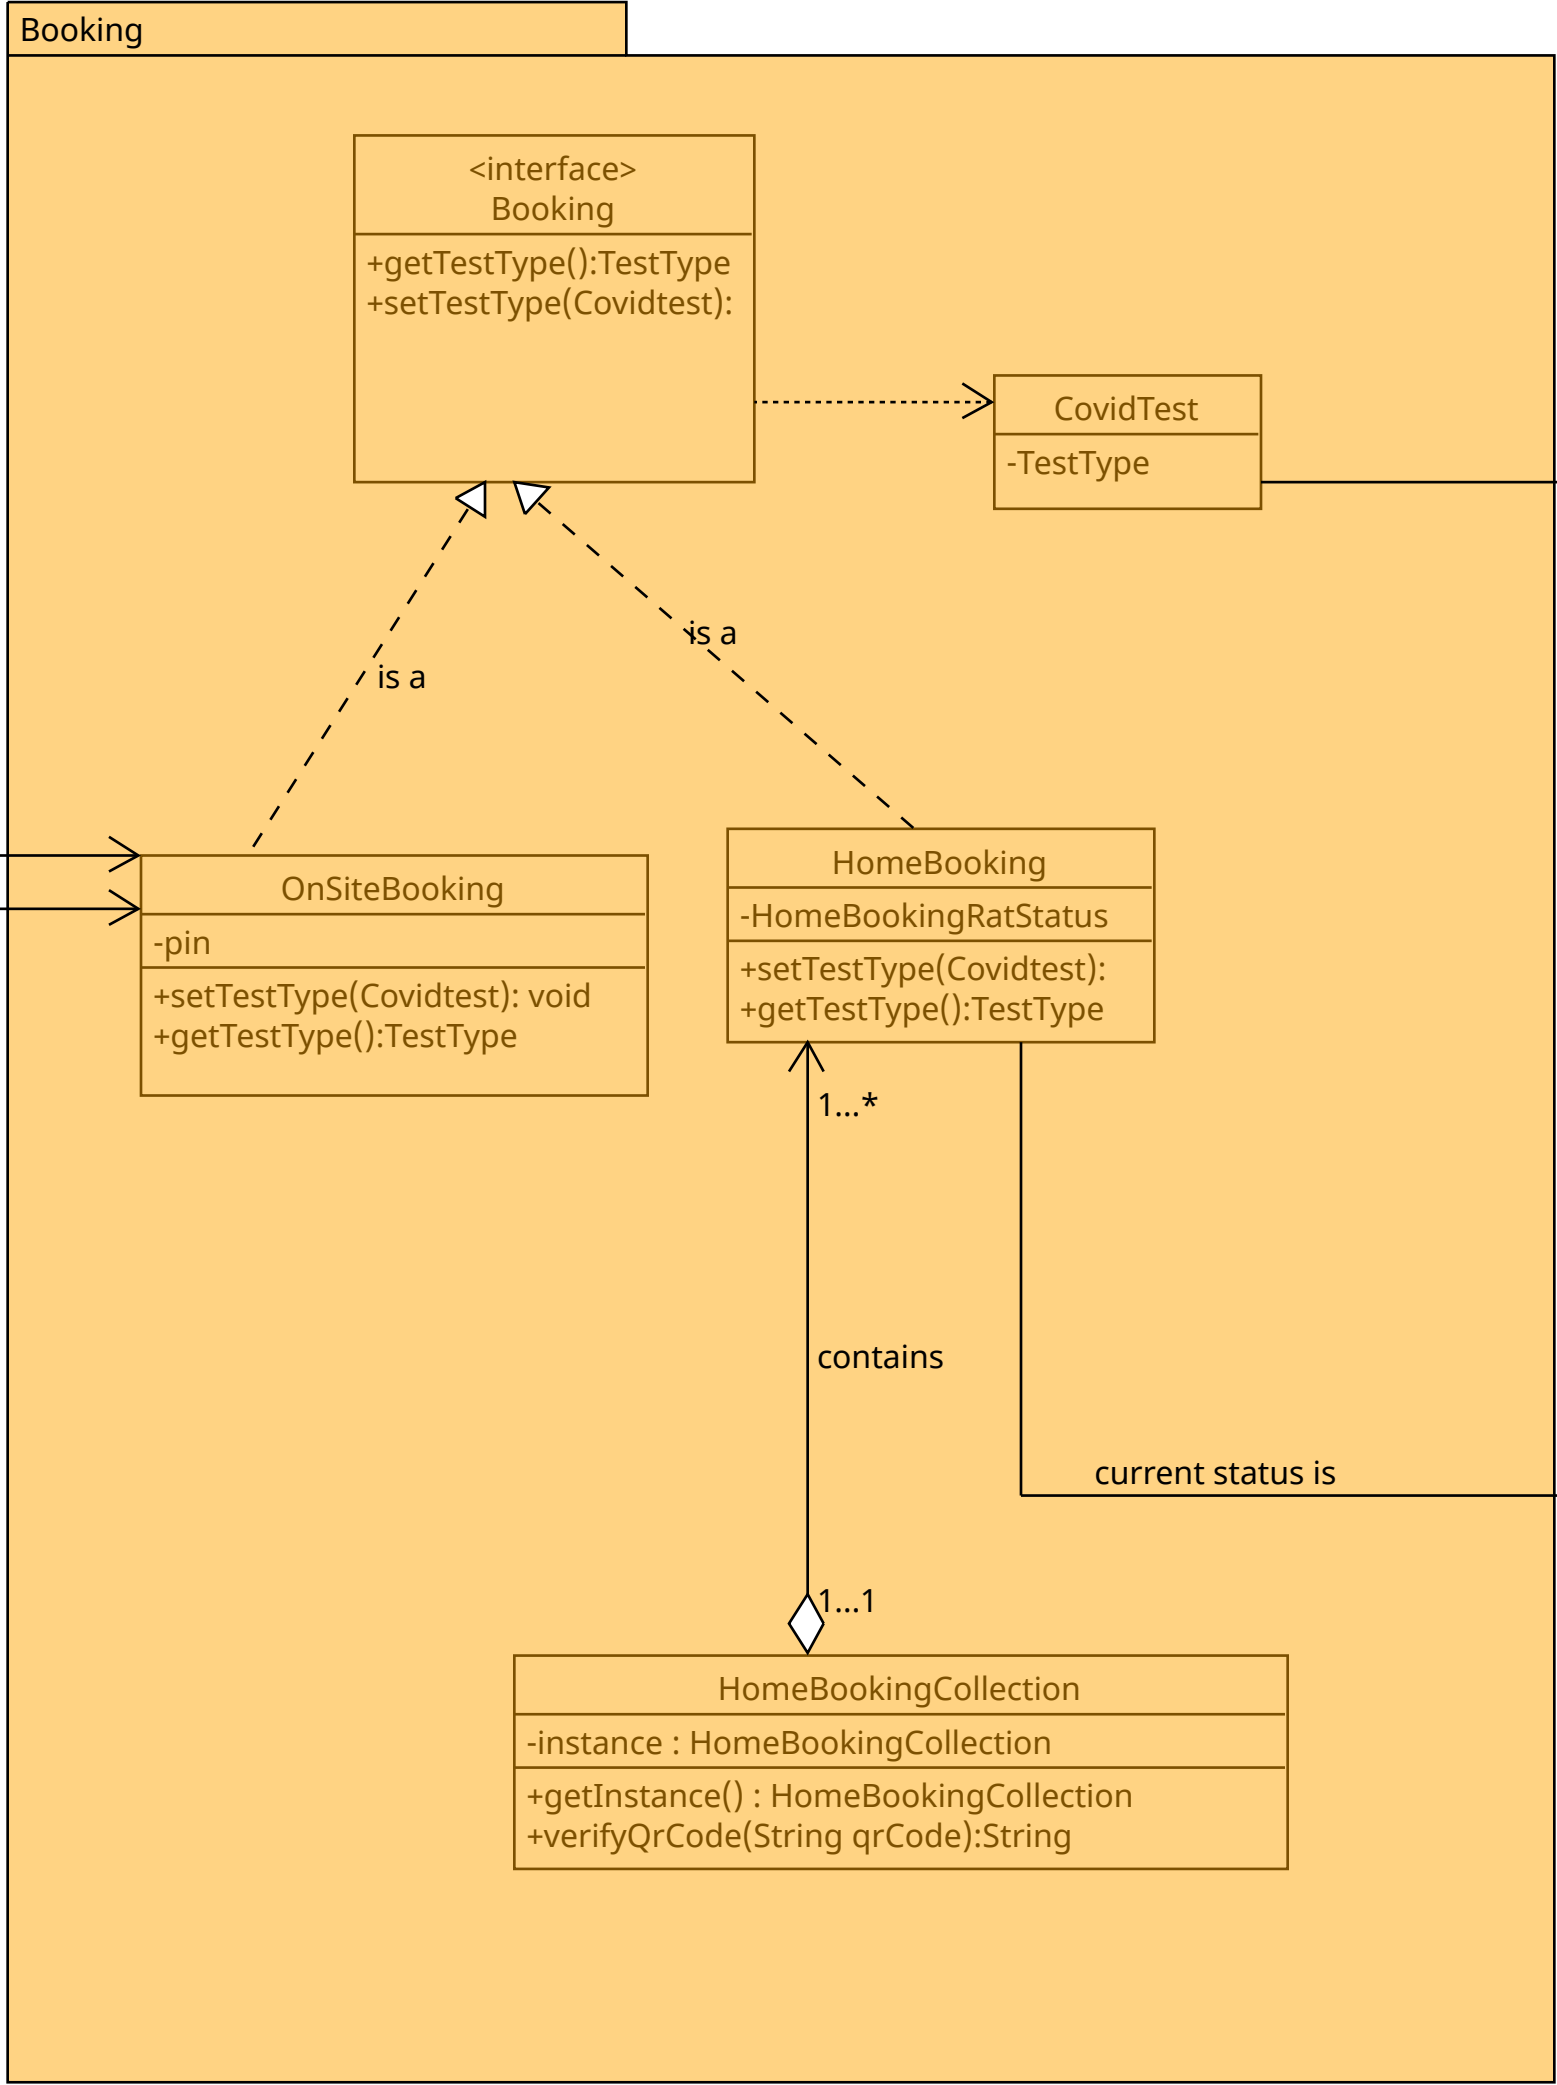 Booking
<interface>
Booking
+getTestType():TestType
+setTestType(Covidtest):
CovidTest
-TestType
is a
is a
HomeBooking
-HomeBookingRatStatus
+setTestType(Covidtest):
+getTestType():TestType
OnSiteBooking
-pin
+setTestType(Covidtest): void
+getTestType():TestType
1...*
contains
current status is
1...1
HomeBookingCollection
-instance : HomeBookingCollection
+getInstance() : HomeBookingCollection
+verifyQrCode(String qrCode):String